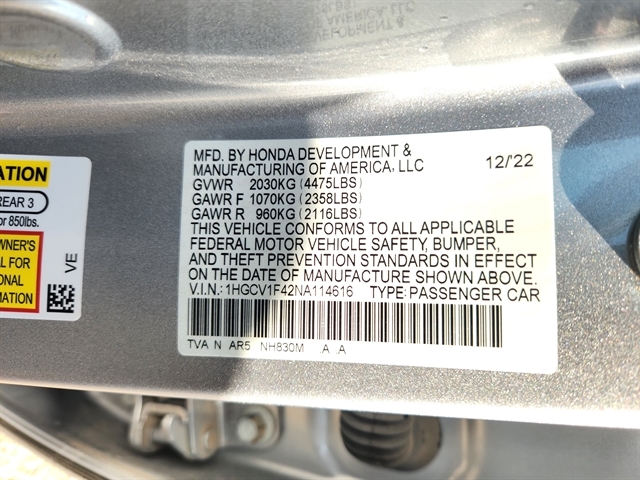 MFD. BY HONDA DEVELOPMENT &
MANUFACTURING OF AMERICA, LLC 12/22
GVWR 2030KG (4475LBS)
GAWR F 1070KG (2358LBS)
GAWR R 960KG (2116LBS)
THIS VEHICLE CONFORMS TO ALL APPLICABLE
FEDERAL MOTOR VEHICLE SAFETY, BUMPER,
AND THEFT PREVENTION STANDARDS IN EFFECT
ON THE DATE OF MANUFACTURE SHOWN ABOVE.
V.I.N.: 1HGCV1F42NA114616 TYPE: PASSENGER CAR
TVA N AR5 NH830M .A .A
ATION
REAR 3
or 850lbs.
WNER'S
L FOR
ONAL
MATION
VE